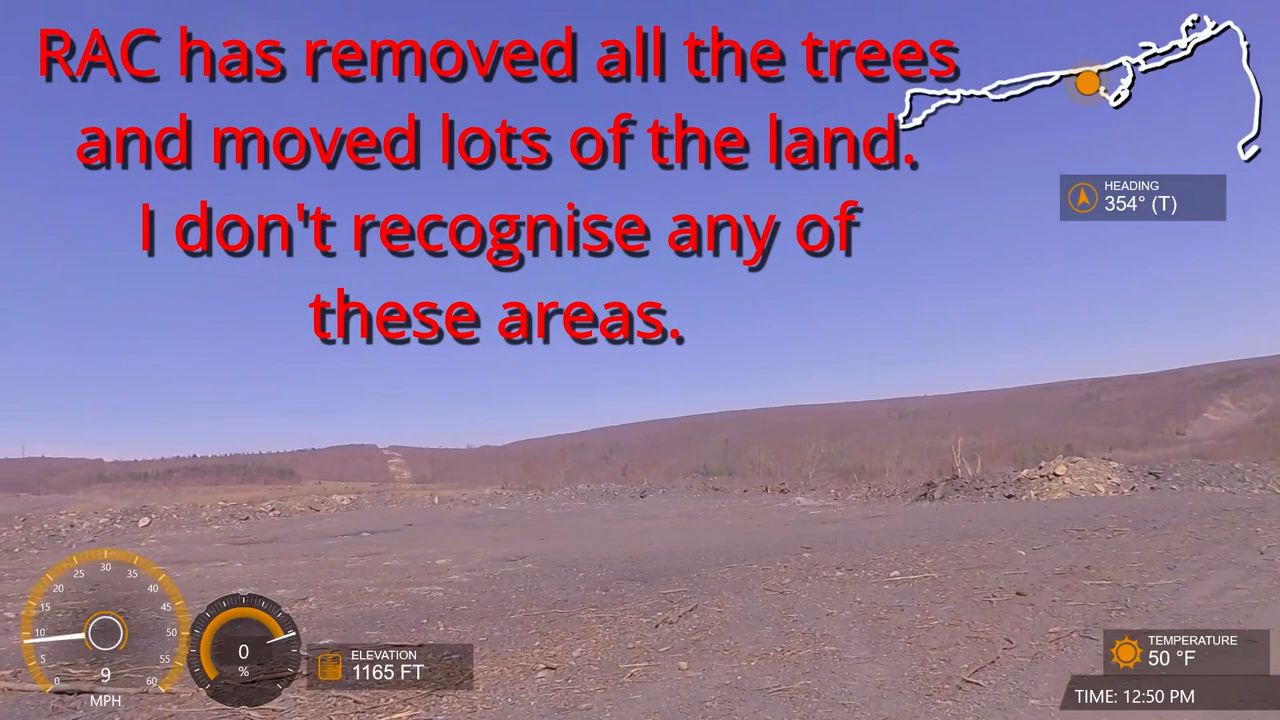 RAC has removed all the trees
and moved lots of the land.
I don't recognise any of
these areas.
HEADING
354° (T)
30
25
35
20
40
15
45
10
50
5
55
0
60
9
MPH
0
%
ELEVATION
1165 FT
TEMPERATURE
50 °F
TIME: 12:50 PM